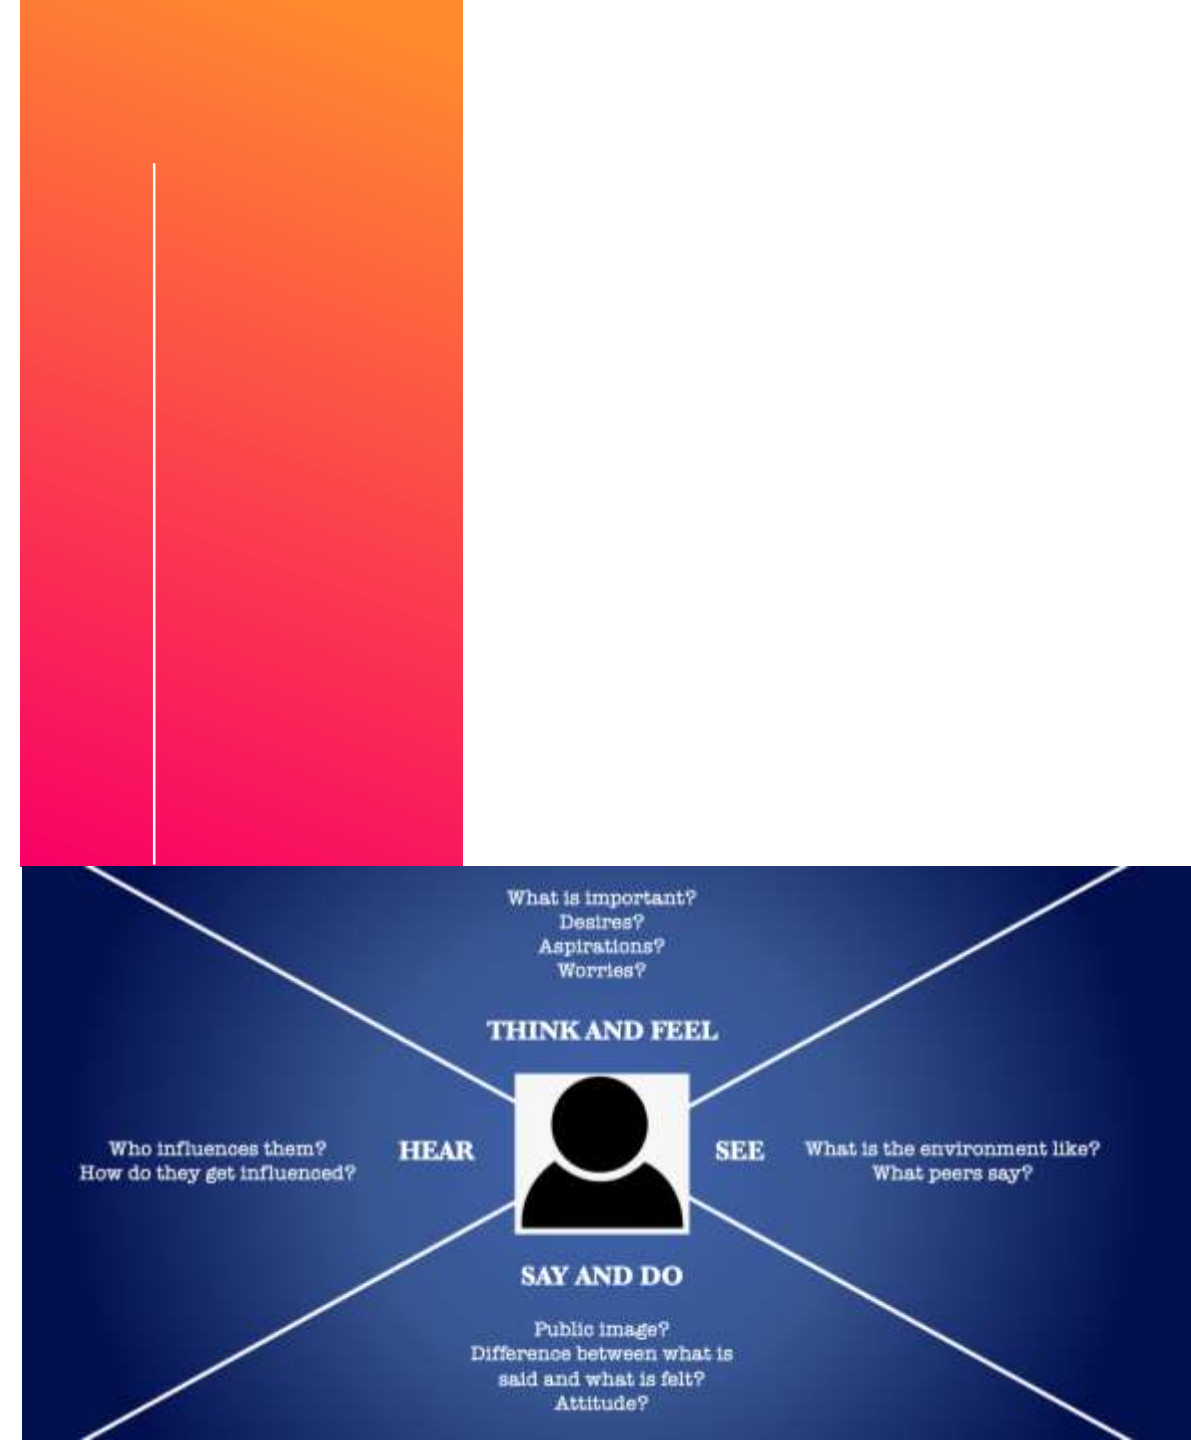 What is important?
Desires?
Aspirations?
Worries?
THINK AND FEEL
Who influences them?
How do they get influenced?
HEAR
SEE
What is the environment like?
What peers say?
SAY AND DO
Public image?
Difference between what is
said and what is felt?
Attitude?